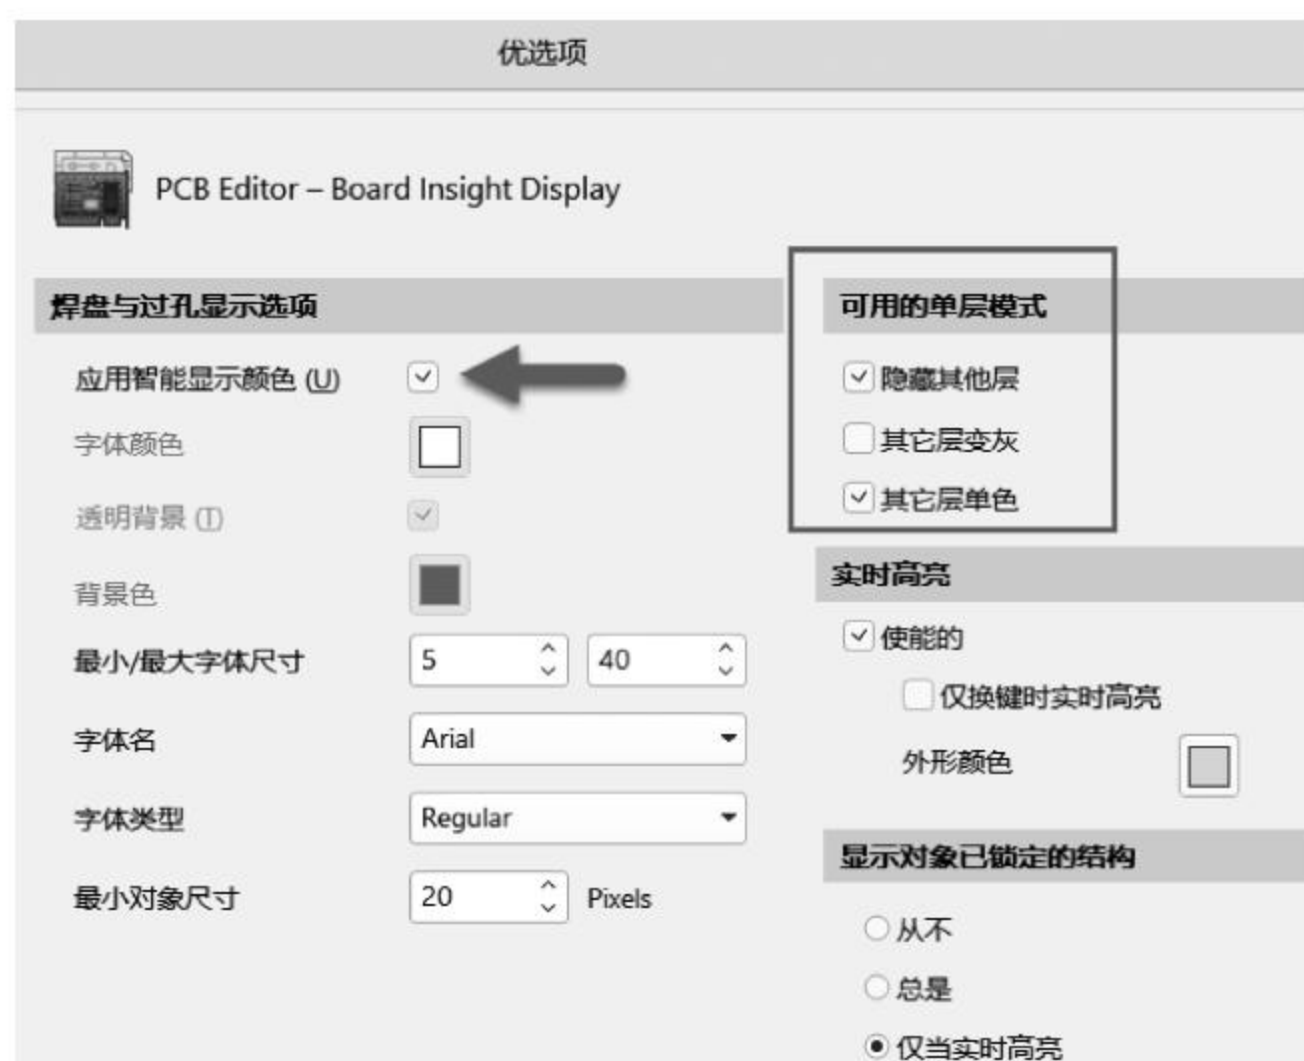 优选项
PCB Editor – Board Insight Display
焊盘与过孔显示选项
应用智能显示颜色 (U)
字体颜色
透明背景 (T)
背景色
最小/最大字体尺寸 5 40
字体名 Arial
字体类型 Regular
最小对象尺寸 20 Pixels
可用的单层模式
隐藏其他层
其它层变灰
其它层单色
实时高亮
使能的
仅换键时实时高亮
外形颜色
显示对象已锁定的结构
从不
总是
仅当实时高亮